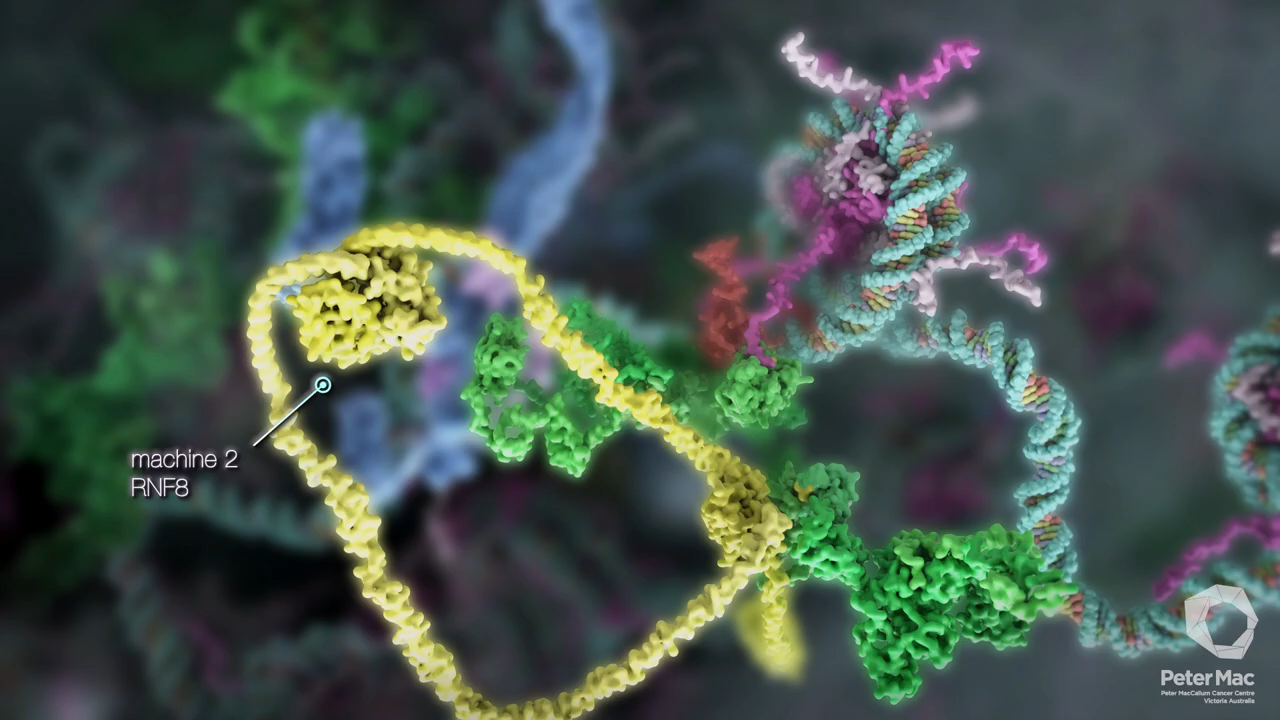 machine 2
RNF8
Peter Mac
Peter MacCallum Cancer Centre
Victoria Australia